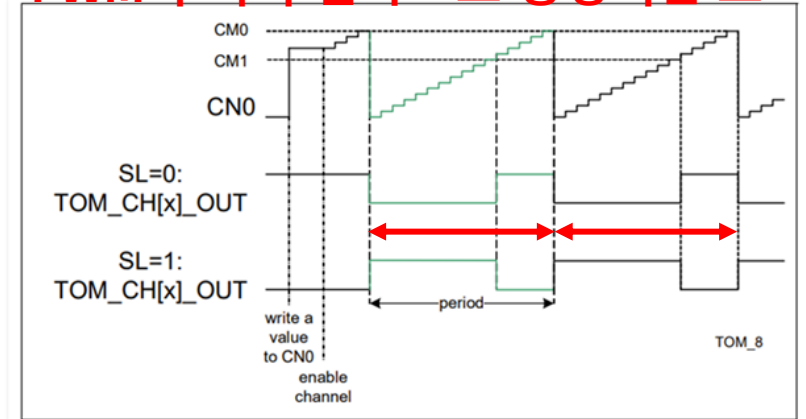 CM0
CM1
CN0
SL=0:
TOM_CH[x]_OUT
SL=1:
TOM_CH[x]_OUT
period
write a
value
to CN0
enable
channel
TOM_8